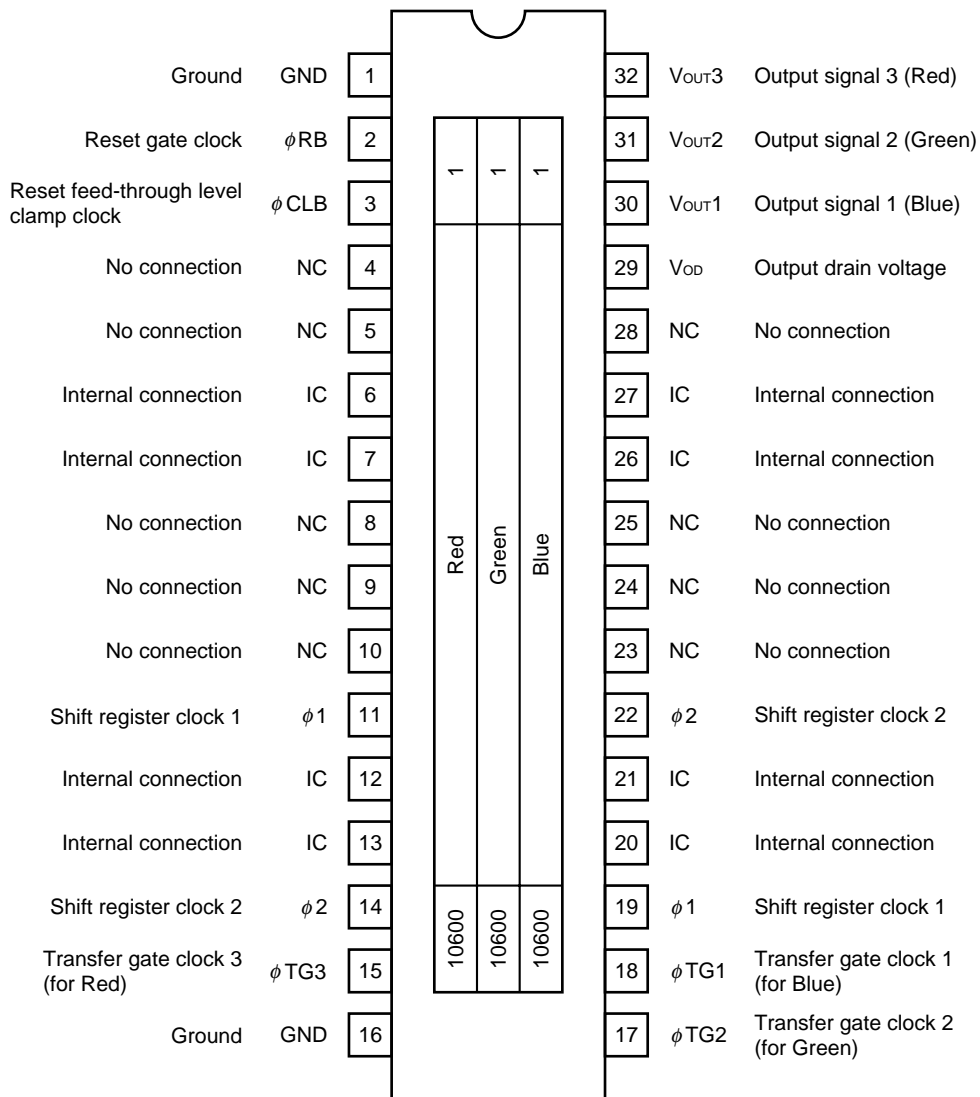 Ground GND 1 32 VOUT3 Output signal 3 (Red)
Reset gate clock ϕRB 2 31 VOUT2 Output signal 2 (Green)
Reset feed-through level
clamp clock ϕCLB 3 30 VOUT1 Output signal 1 (Blue)
No connection NC 4 29 VOD Output drain voltage
No connection NC 5 28 NC No connection
Internal connection IC 6 27 IC Internal connection
Internal connection IC 7 26 IC Internal connection
No connection NC 8 25 NC No connection
No connection NC 9 24 NC No connection
No connection NC 10 23 NC No connection
Shift register clock 1 ϕ1 11 22 ϕ2 Shift register clock 2
Internal connection IC 12 21 IC Internal connection
Internal connection IC 13 20 IC Internal connection
Shift register clock 2 ϕ2 14 19 ϕ1 Shift register clock 1
Transfer gate clock 3
(for Red) ϕTG3 15 18 ϕTG1 Transfer gate clock 1
(for Blue)
Ground GND 16 17 ϕTG2 Transfer gate clock 2
(for Green)
1 1 1
Red Green Blue
10600 10600 10600